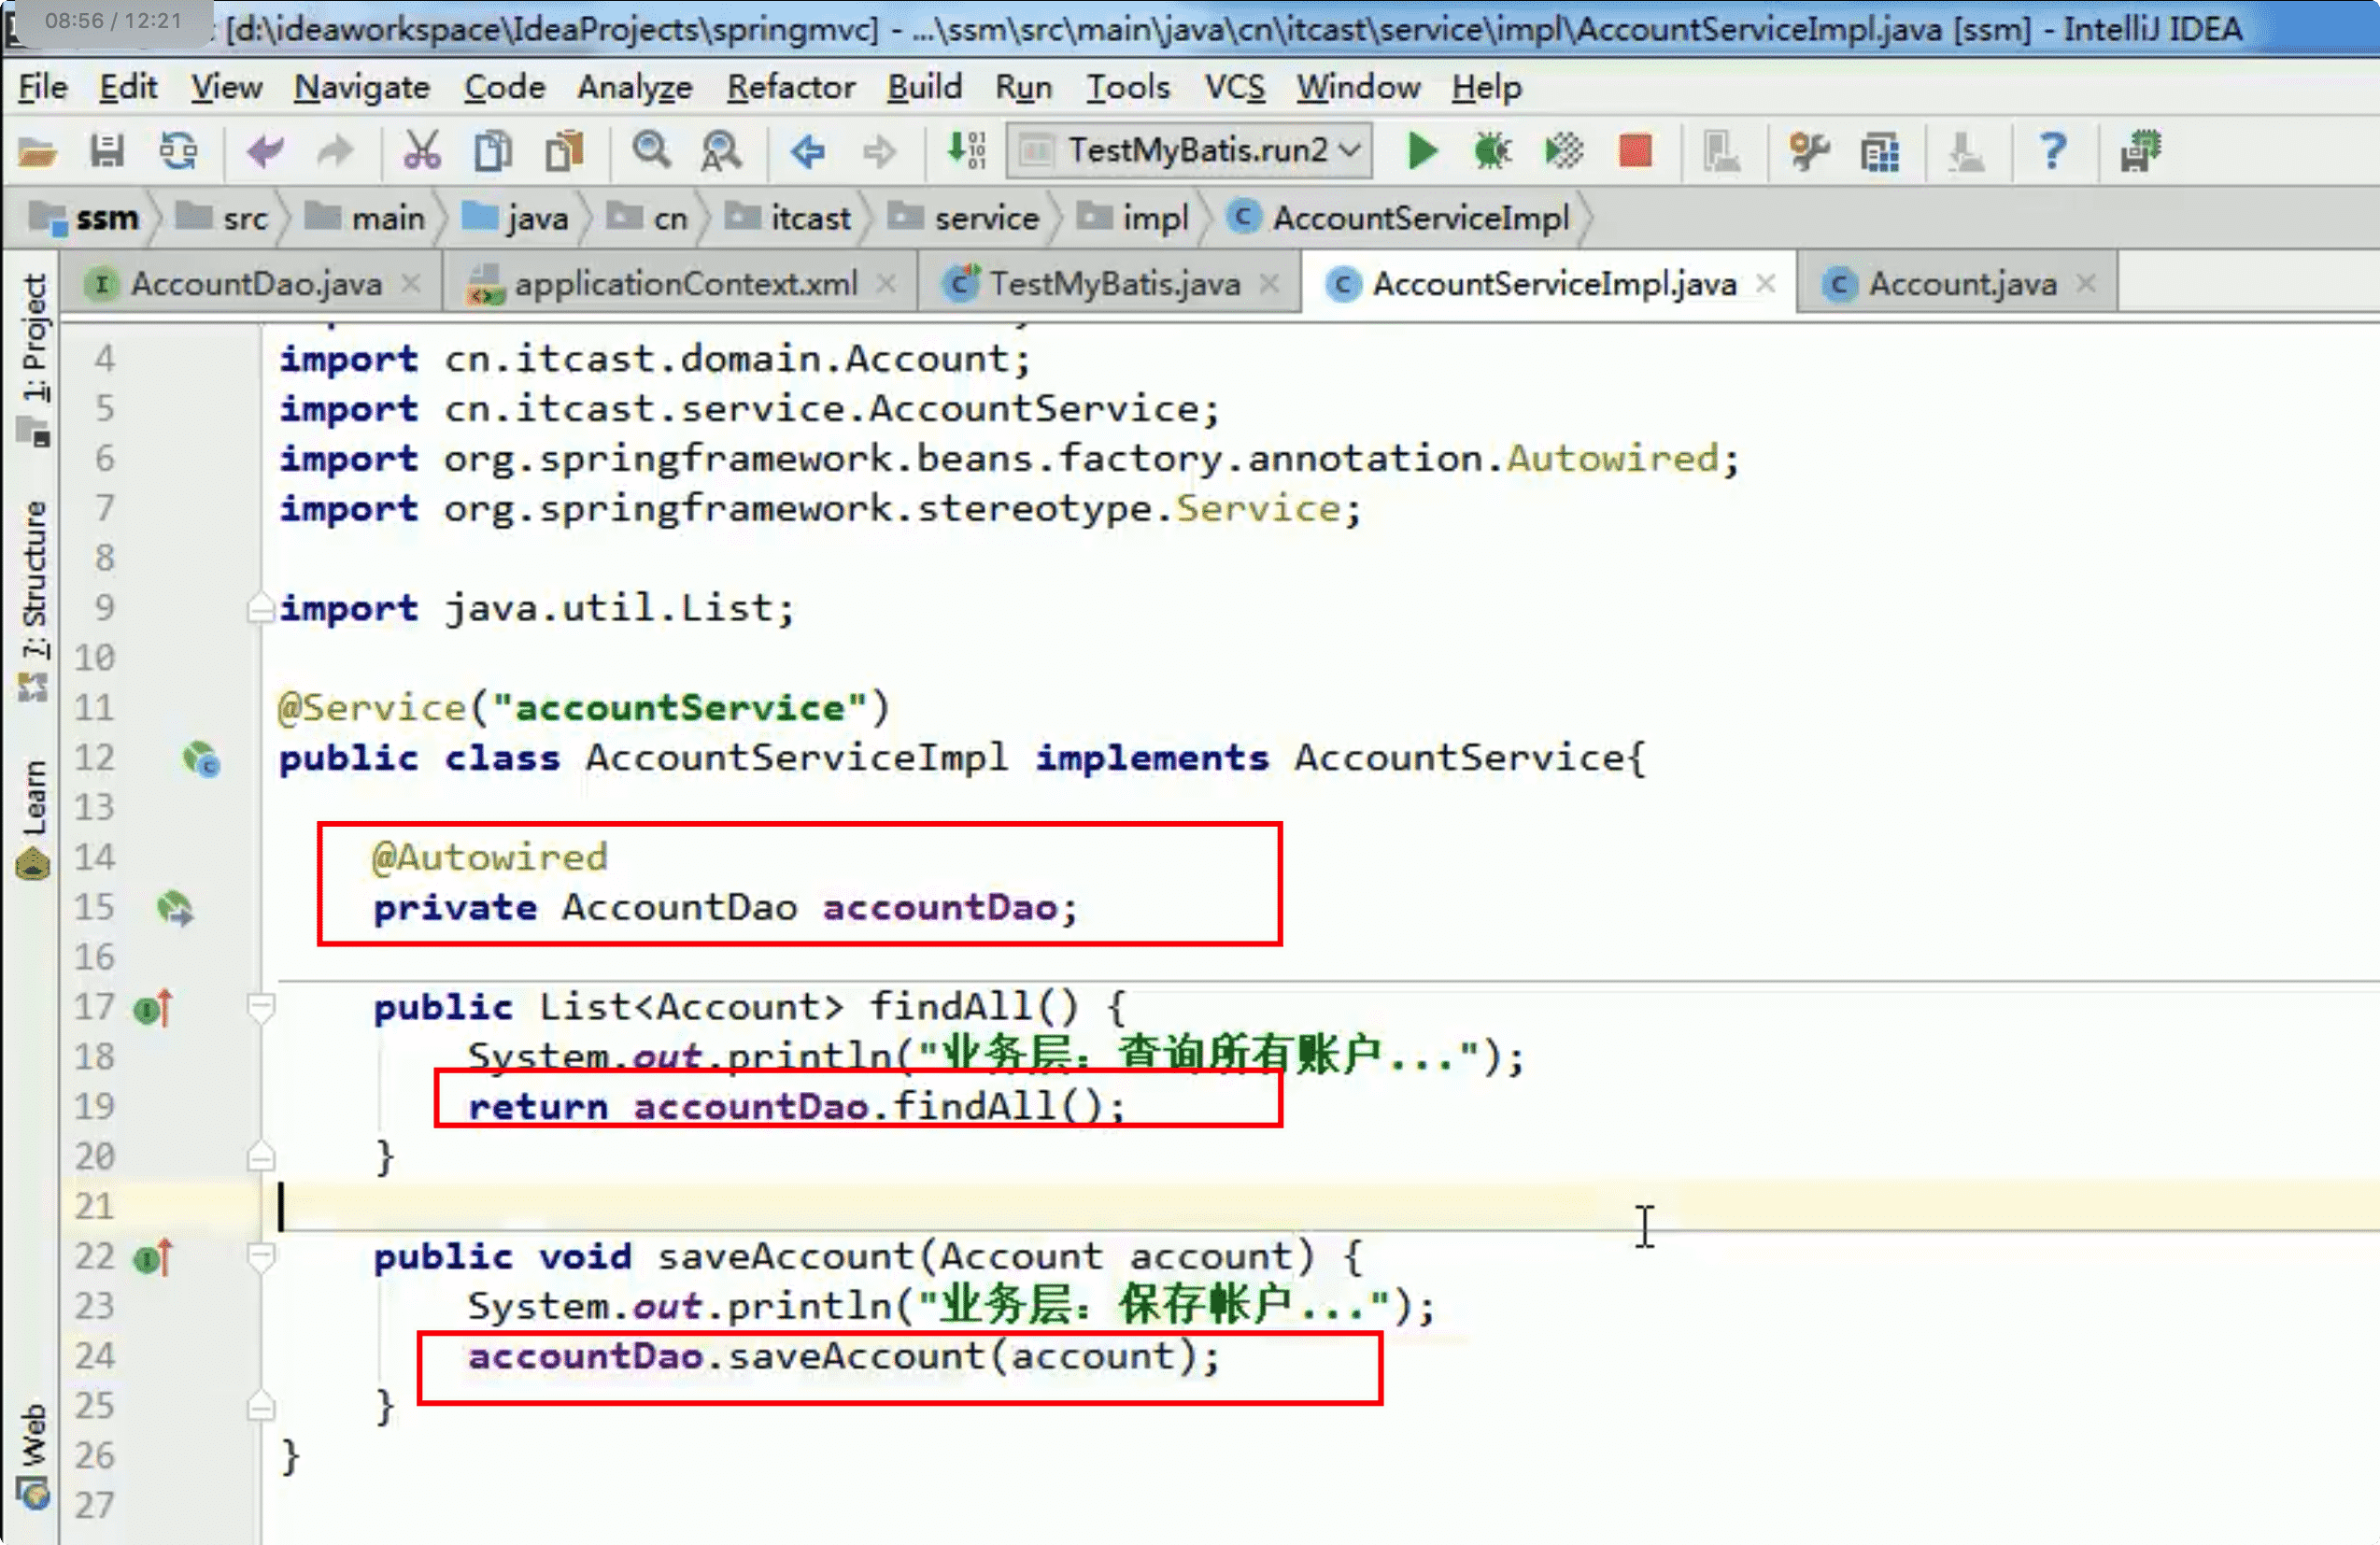 08:56 / 12:21
[d:\ideaworkspace\IdeaProjects\springmvc] - ...\ssm\src\main\java\cn\itcast\service\impl\AccountServiceImpl.java [ssm] - IntelliJ IDEA
File Edit View Navigate Code Analyze Refactor Build Run Tools VCS Window Help
TestMyBatis.run2
ssm src main java cn itcast service impl AccountServiceImpl
AccountDao.java applicationContext.xml TestMyBatis.java AccountServiceImpl.java Account.java
1: Project
7: Structure
Learn
Web
4 import cn.itcast.domain.Account;
5 import cn.itcast.service.AccountService;
6 import org.springframework.beans.factory.annotation.Autowired;
7 import org.springframework.stereotype.Service;
8
9 import java.util.List;
10
11 @Service("accountService")
12 public class AccountServiceImpl implements AccountService{
13
14 @Autowired
15 private AccountDao accountDao;
16
17 public List<Account> findAll() {
18 System.out.println("业务层：查询所有账户...");
19 return accountDao.findAll();
20 }
21
22 public void saveAccount(Account account) {
23 System.out.println("业务层：保存帐户...");
24 accountDao.saveAccount(account);
25 }
26 }
27